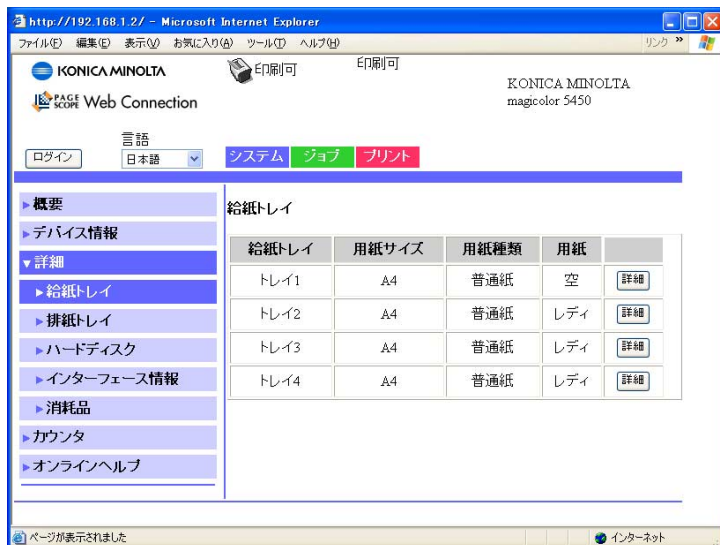 http://192.168.1.2/ - Microsoft Internet Explorer
ファイル(F) 編集(E) 表示(V) お気に入り(A) ツール(T) ヘルプ(H) リンク »
KONICA MINOLTA
印刷可
印刷可
KONICA MINOLTA
magicolor 5450
PAGE SCOPE Web Connection
言語
ログイン 日本語 システム ジョブ プリント
概要
デバイス情報
詳細
給紙トレイ
排紙トレイ
ハードディスク
インターフェース情報
消耗品
カウンタ
オンラインヘルプ
給紙トレイ
給紙トレイ 用紙サイズ 用紙種類 用紙
トレイ1 A4 普通紙 空 詳細
トレイ2 A4 普通紙 レディ 詳細
トレイ3 A4 普通紙 レディ 詳細
トレイ4 A4 普通紙 レディ 詳細
ページが表示されました インターネット